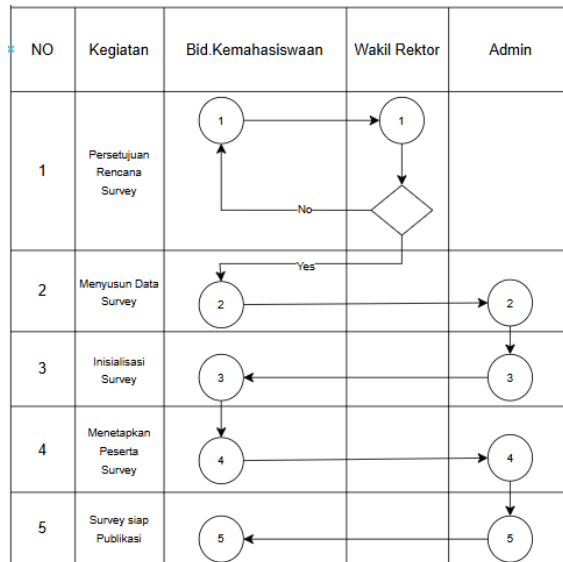 NO
Kegiatan
Bid.Kemahasiswaan
Wakil Rektor
Admin
1
Persetujuan
Rencana
Survey
1
1
No
Yes
2
Menyusun Data
Survey
2
2
3
Inisialisasi
Survey
3
3
4
Menetapkan
Peserta
Survey
4
4
5
Survey siap
Publikasi
5
5